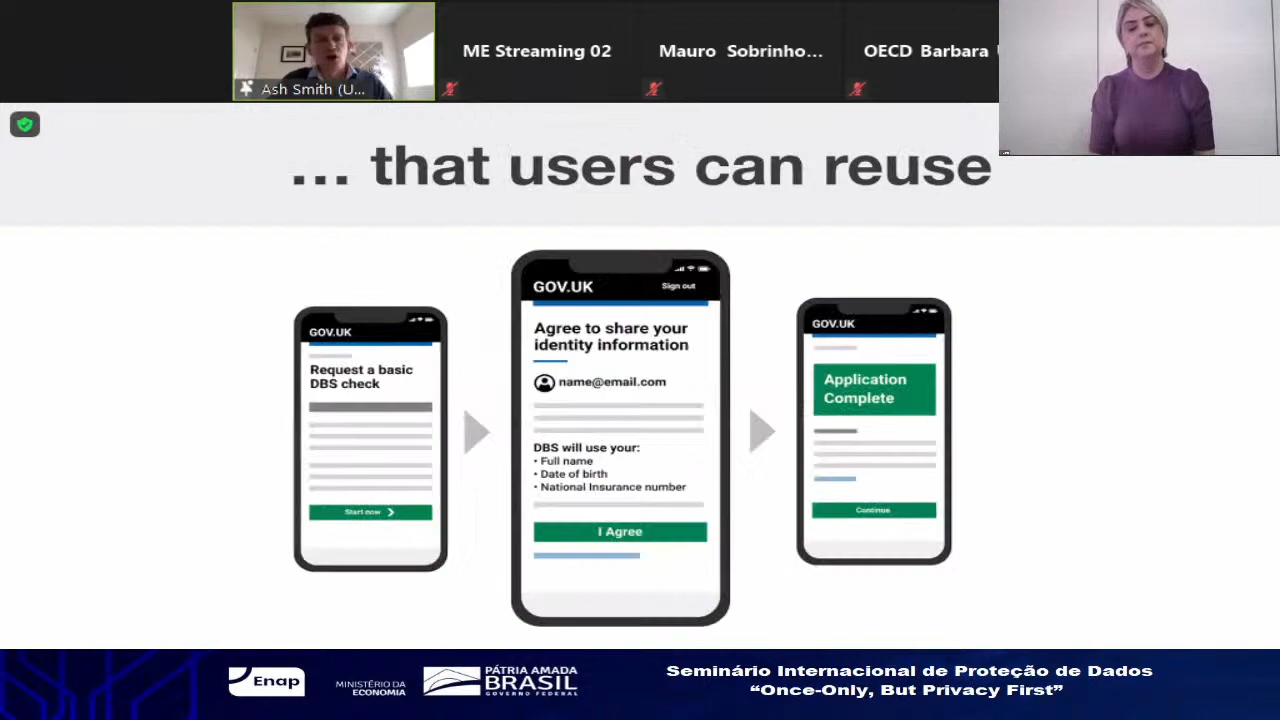 Ash Smith (U...
ME Streaming 02
Mauro Sobrinho...
OECD Barbara
... that users can reuse
GOV.UK
Request a basic
DBS check
Start now
GOV.UK
Sign out
Agree to share your
identity information
name@email.com
DBS will use your:
• Full name
• Date of birth
• National Insurance number
I Agree
GOV.UK
Application
Complete
Continue
Enap
MINISTÉRIO DA
ECONOMIA
PÁTRIA AMADA
BRASIL
GOVERNO FEDERAL
Seminário Internacional de Proteção de Dados
“Once-Only, But Privacy First”